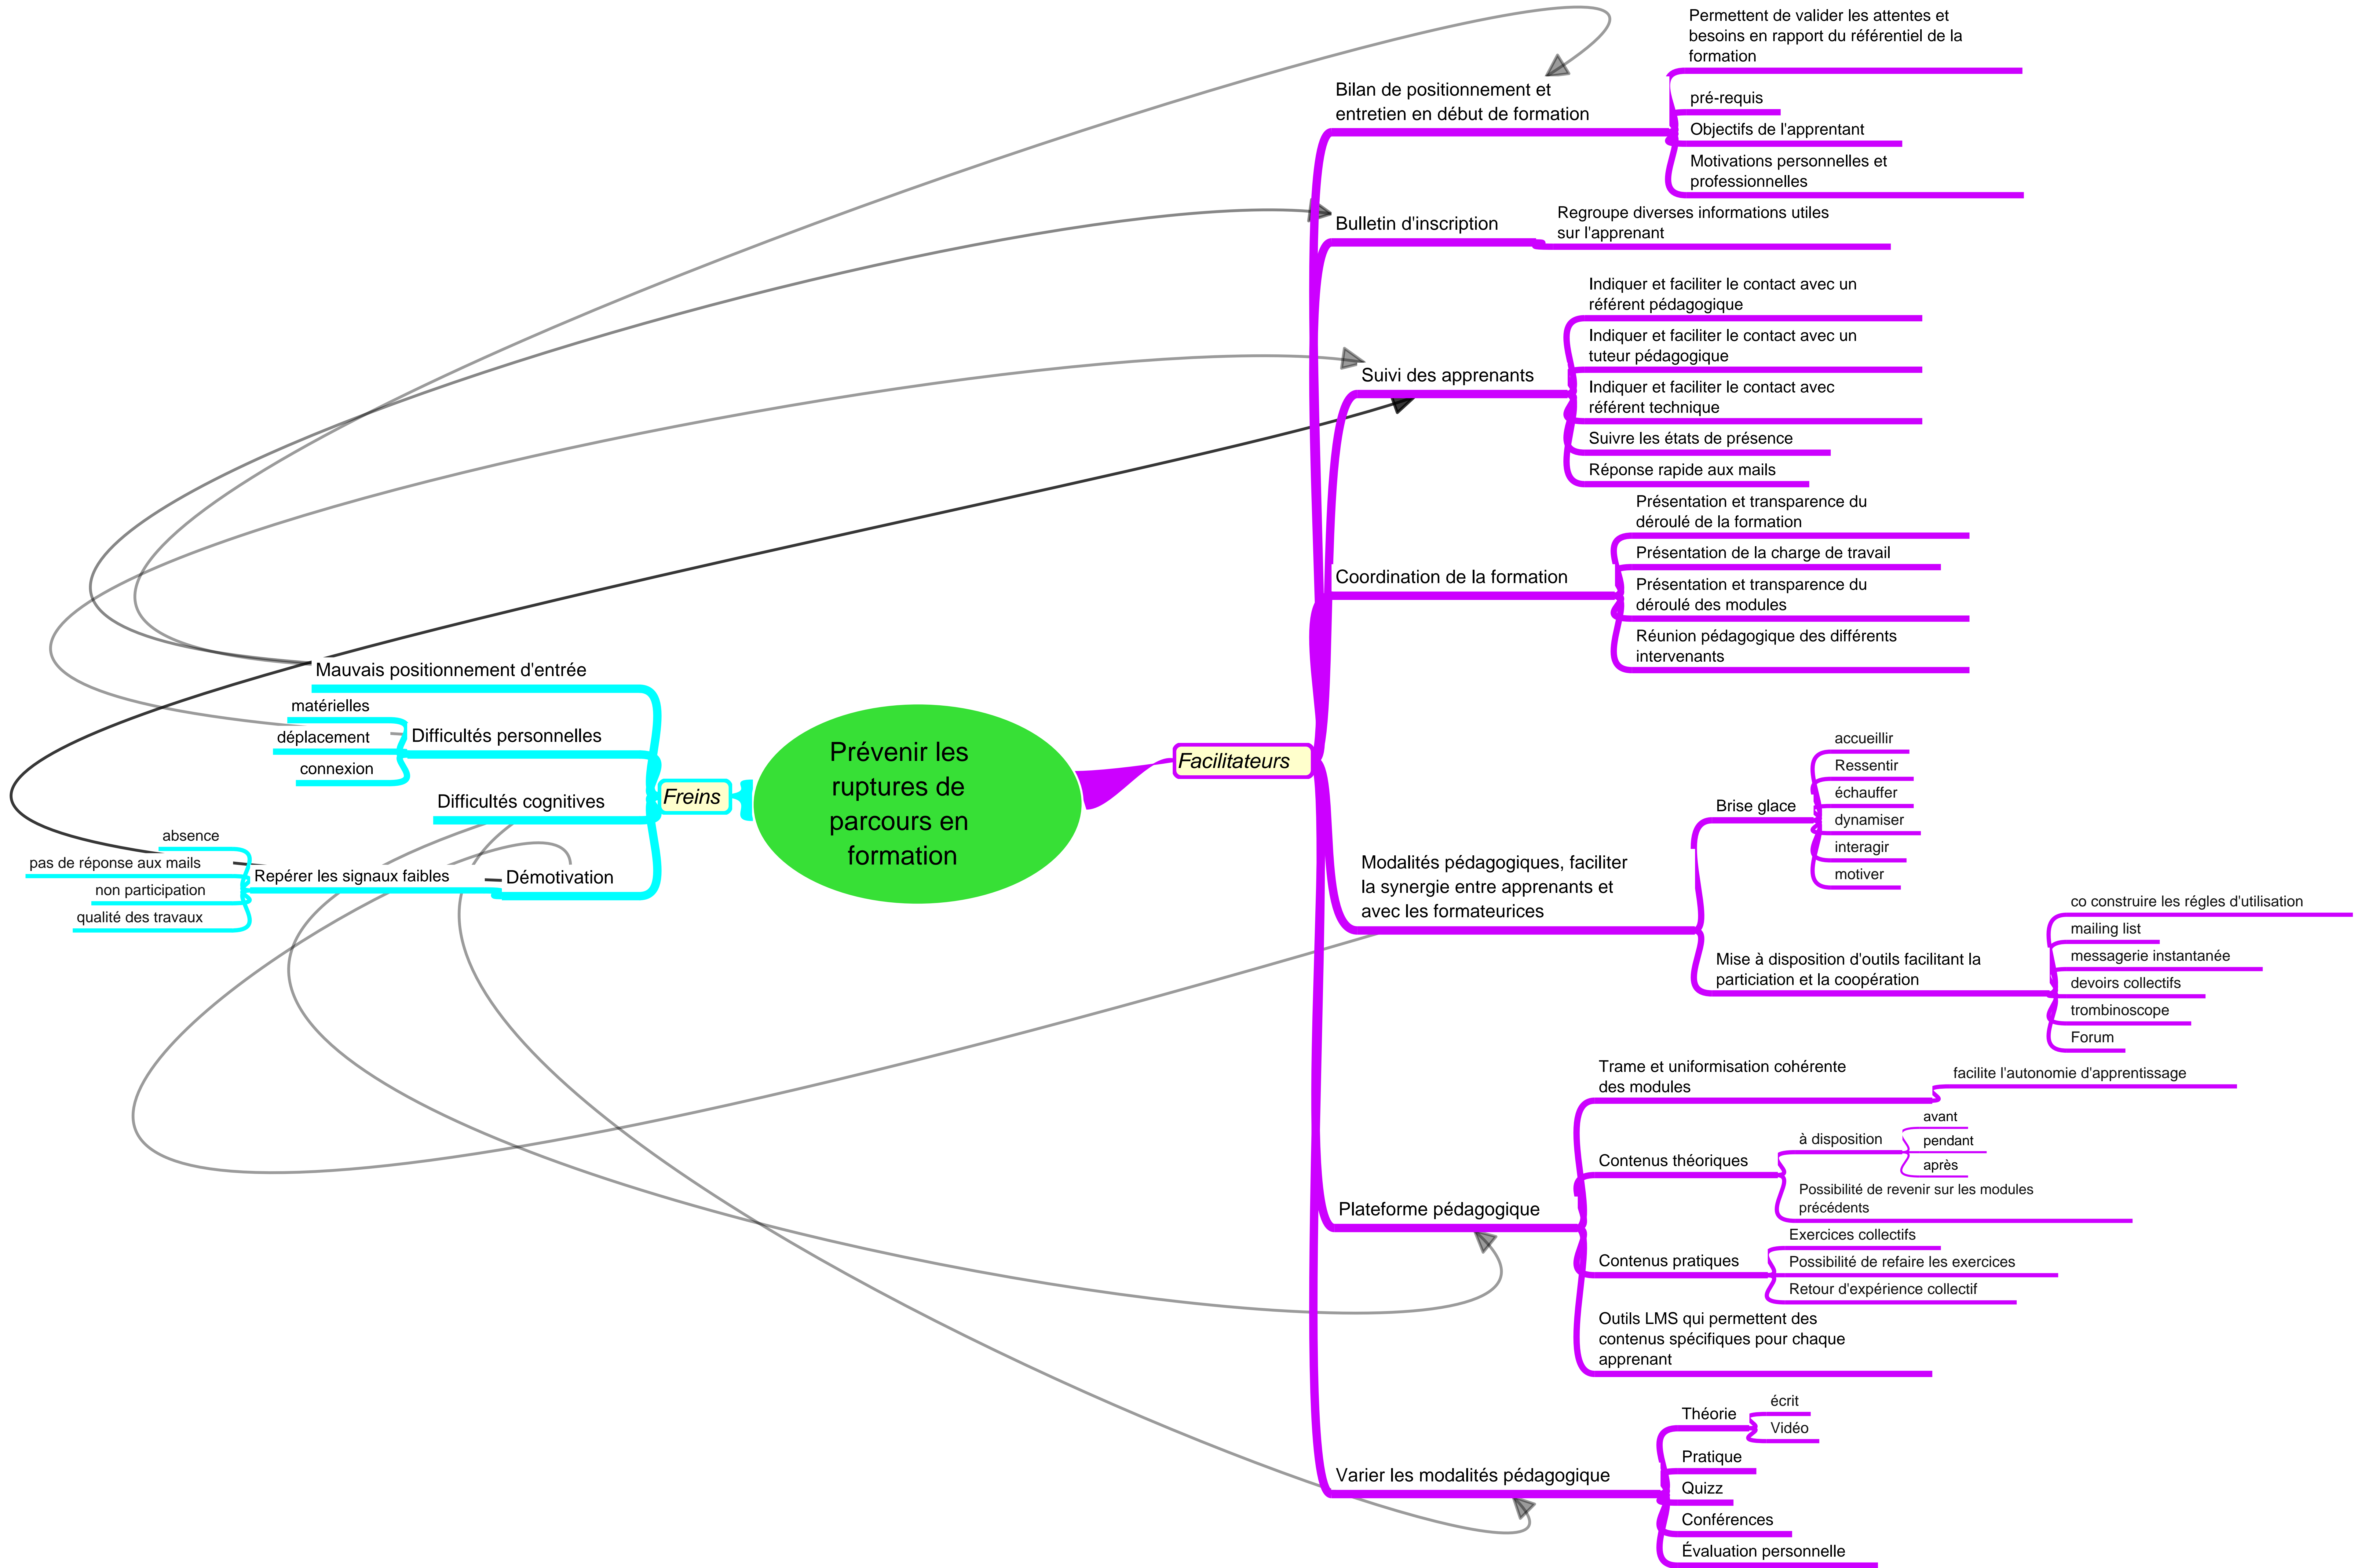 Prévenir les
ruptures de
parcours en
formation
Freins
Mauvais positionnement d'entrée
Difficultés personnelles
matérielles
déplacement
connexion
Difficultés cognitives
Démotivation
Repérer les signaux faibles
absence
pas de réponse aux mails
non participation
qualité des travaux
Facilitateurs
Bilan de positionnement et
entretien en début de formation
Permettent de valider les attentes et
besoins en rapport du référentiel de la
formation
pré-requis
Objectifs de l'apprentant
Motivations personnelles et
professionnelles
Bulletin d'inscription
Regroupe diverses informations utiles
sur l'apprenant
Suivi des apprenants
Indiquer et faciliter le contact avec un
référent pédagogique
Indiquer et faciliter le contact avec un
tuteur pédagogique
Indiquer et faciliter le contact avec
référent technique
Suivre les états de présence
Réponse rapide aux mails
Coordination de la formation
Présentation et transparence du
déroulé de la formation
Présentation de la charge de travail
Présentation et transparence du
déroulé des modules
Réunion pédagogique des différents
intervenants
Modalités pédagogiques, faciliter
la synergie entre apprenants et
avec les formateurices
Brise glace
accueillir
Ressentir
échauffer
dynamiser
interagir
motiver
Mise à disposition d'outils facilitant la
particiation et la coopération
co construire les régles d'utilisation
mailing list
messagerie instantanée
devoirs collectifs
trombinoscope
Forum
Plateforme pédagogique
Trame et uniformisation cohérente
des modules
facilite l'autonomie d'apprentissage
Contenus théoriques
à disposition
avant
pendant
après
Possibilité de revenir sur les modules
précédents
Contenus pratiques
Exercices collectifs
Possibilité de refaire les exercices
Retour d'expérience collectif
Outils LMS qui permettent des
contenus spécifiques pour chaque
apprenant
Varier les modalités pédagogique
Théorie
écrit
Vidéo
Pratique
Quizz
Conférences
Évaluation personnelle